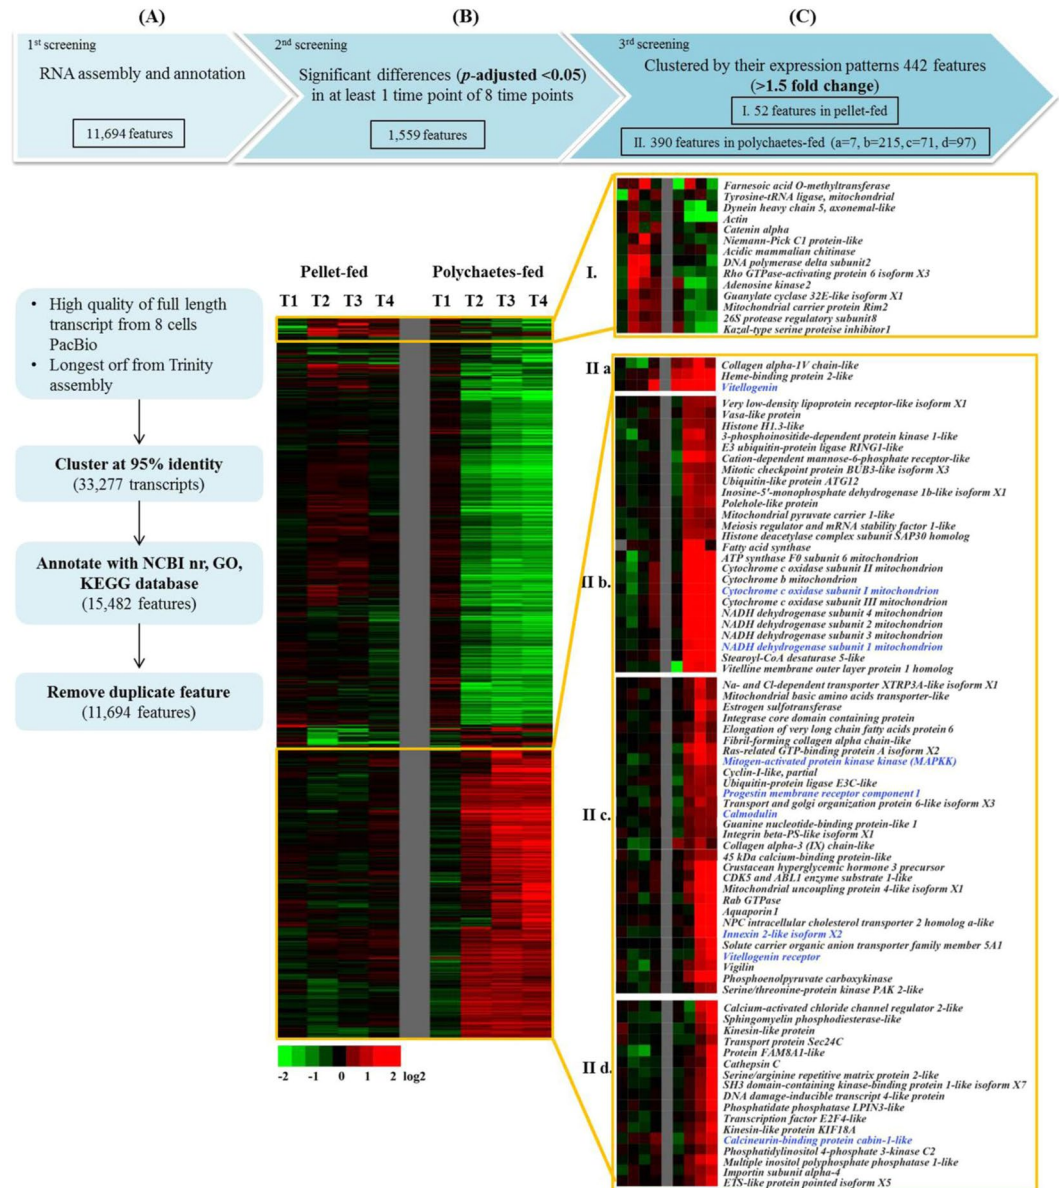 (A)
(B)
(C)
1st screening
RNA assembly and annotation
11,694 features
2nd screening
Significant differences (p-adjusted <0.05)
in at least 1 time point of 8 time points
1,559 features
3rd screening
Clustered by their expression patterns 442 features
(>1.5 fold change)
I. 52 features in pellet-fed
II. 390 features in polychaetes-fed (a=7, b=215, c=71, d=97)
• High quality of full length
transcript from 8 cells
PacBio
• Longest orf from Trinity
assembly
Cluster at 95% identity
(33,277 transcripts)
Annotate with NCBI nr, GO,
KEGG database
(15,482 features)
Remove duplicate feature
(11,694 features)
Pellet-fed
Polychaetes-fed
T1 T2 T3 T4
T1 T2 T3 T4
-2 -1 0 1 2 log2
I.
Farnesoic acid O-methyltransferase
Tyrosine-tRNA ligase, mitochondrial
Dynein heavy chain 5, axonemal-like
Actin
Catenin alpha
Niemann-Pick C1 protein-like
Acidic mammalian chitinase
DNA polymerase delta subunit2
Rho GTPase-activating protein 6 isoform X3
Adenosine kinase2
Guanylate cyclase 32E-like isoform X1
Mitochondrial carrier protein Rim2
26S protease regulatory subunit8
Kazal-type serine proteise inhibitor1
II a
Collagen alpha-1V chain-like
Heme-binding protein 2-like
Vitellogenin
II b.
Very low-density lipoprotein receptor-like isoform X1
Vasa-like protein
Histone H1.3-like
3-phosphoinositide-dependent protein kinase 1-like
E3 ubiquitin-protein ligase RING1-like
Cation-dependent mannose-6-phosphate receptor-like
Mitotic checkpoint protein BUB3-like isoform X3
Ubiquitin-like protein ATG12
Inosine-5'-monophosphate dehydrogenase 1b-like isoform X1
Polehole-like protein
Mitochondrial pyruvate carrier 1-like
Meiosis regulator and mRNA stability factor 1-like
Histone deacetylase complex subunit SAP30 homolog
Fatty acid synthase
ATP synthase F0 subunit 6 mitochondrion
Cytochrome c oxidase subunit II mitochondrion
Cytochrome b mitochondrion
Cytochrome c oxidase subunit I mitochondrion
Cytochrome c oxidase subunit III mitochondrion
NADH dehydrogenase subunit 4 mitochondrion
NADH dehydrogenase subunit 2 mitochondrion
NADH dehydrogenase subunit 3 mitochondrion
NADH dehydrogenase subunit 1 mitochondrion
Stearoyl-CoA desaturase 5-like
Vitelline membrane outer layer protein 1 homolog
II c.
Na- and Cl-dependent transporter XTRP3A-like isoform X1
Mitochondrial basic amino acids transporter-like
Estrogen sulfotransferase
Integrase core domain containing protein
Elongation of very long chain fatty acids protein 6
Fibril-forming collagen alpha chain-like
Ras-related GTP-binding protein A isoform X2
Mitogen-activated protein kinase kinase (MAPKK)
Cyclin-I-like, partial
Ubiquitin-protein ligase E3C-like
Progestin membrane receptor component 1
Transport and golgi organization protein 6-like isoform X3
Calmodulin
Guanine nucleotide-binding protein-like 1
Integrin beta-PS-like isoform X1
Collagen alpha-3 (IX) chain-like
45 kDa calcium-binding protein-like
Crustacean hyperglycemic hormone 3 precursor
CDK5 and ABL1 enzyme substrate 1-like
Mitochondrial uncoupling protein 4-like isoform X1
Rab GTPase
Aquaporin1
NPC intracellular cholesterol transporter 2 homolog a-like
Innexin 2-like isoform X2
Solute carrier organic anion transporter family member 5A1
Vitellogenin receptor
Vigilin
Phosphoenolpyruvate carboxykinase
Serine/threonine-protein kinase PAK 2-like
II d.
Calcium-activated chloride channel regulator 2-like
Sphingomyelin phosphodiesterase-like
Kinesin-like protein
Transport protein Sec24C
Protein FAM8A1-like
Cathepsin C
Serine/arginine repetitive matrix protein 2-like
SH3 domain-containing kinase-binding protein 1-like isoform X7
DNA damage-inducible transcript 4-like protein
Phosphatidate phosphatase LPIN3-like
Transcription factor E2F4-like
Kinesin-like protein KIF18A
Calcineurin-binding protein cabin-1-like
Phosphatidylinositol 4-phosphate 3-kinase C2
Multiple inositol polyphosphate phosphatase 1-like
Importin subunit alpha-4
ETS-like protein pointed isoform X5